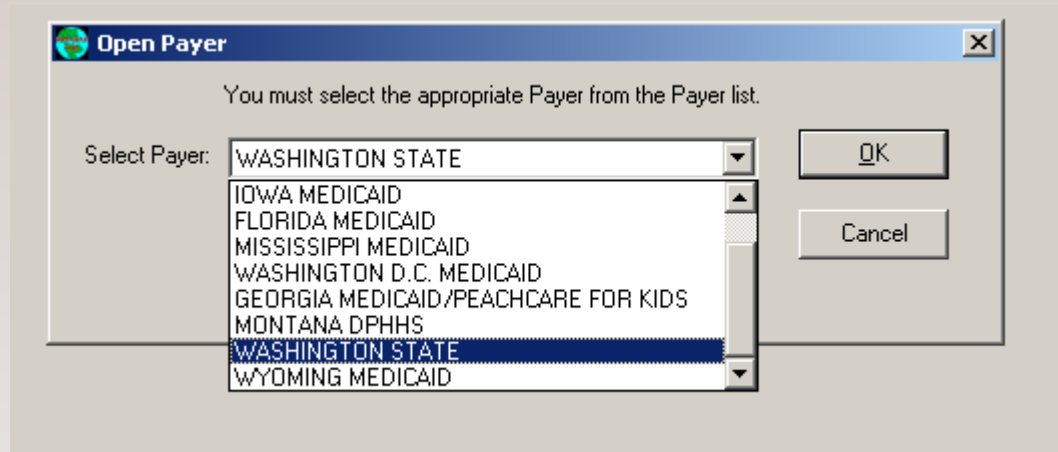 Open Payer
You must select the appropriate Payer from the Payer list.
Select Payer: WASHINGTON STATE OK
IOWA MEDICAID
FLORIDA MEDICAID
MISSISSIPPI MEDICAID
WASHINGTON D.C. MEDICAID
GEORGIA MEDICAID/PEACHCARE FOR KIDS
MONTANA DPHHS
WASHINGTON STATE
WYOMING MEDICAID
Cancel